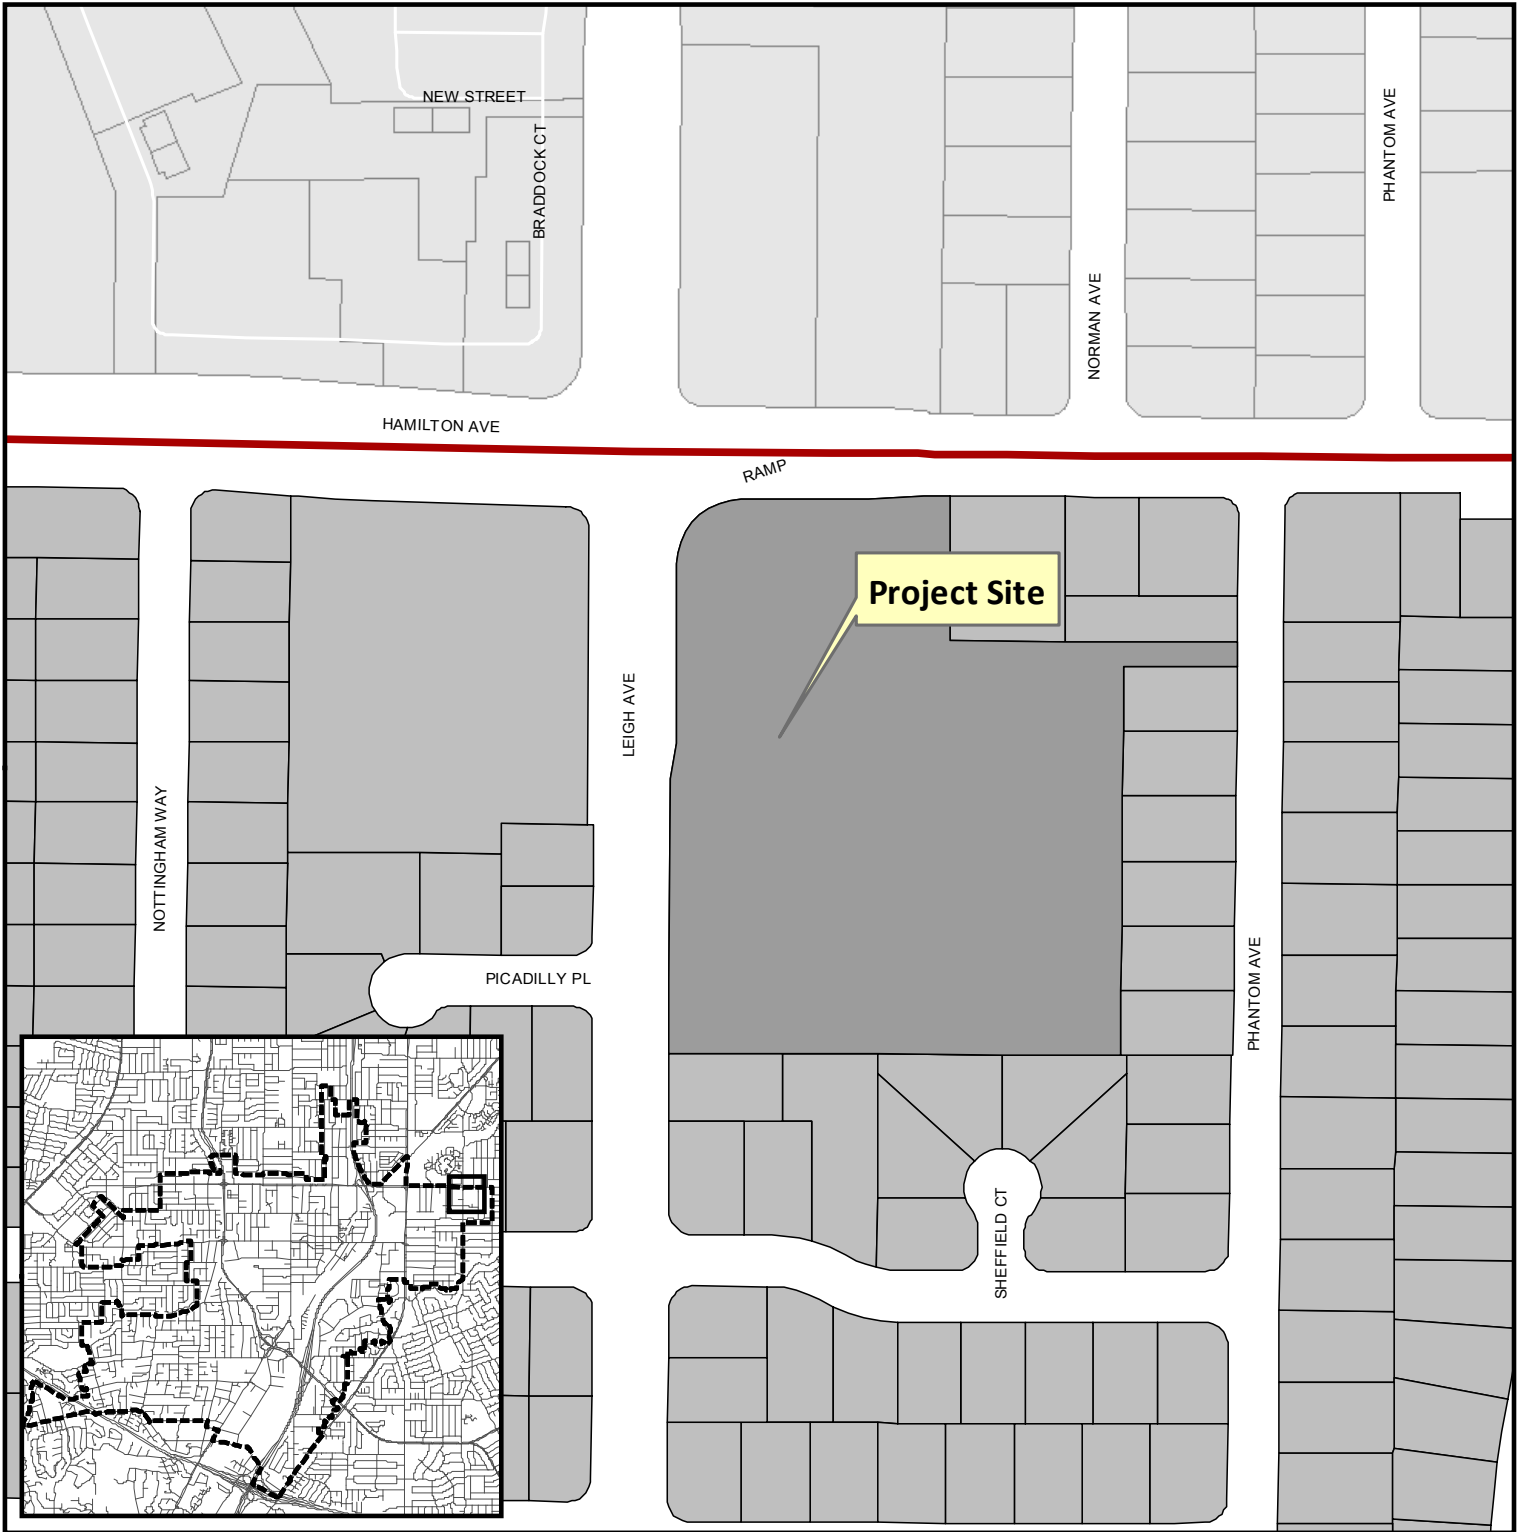 NEW STREET
BRADDOCK CT
PHANTOM AVE
NORMAN AVE
HAMILTON AVE
RAMP
Project Site
LEIGH AVE
NOTTINGHAM WAY
PICADILLY PL
PHANTOM AVE
SHEFFIELD CT